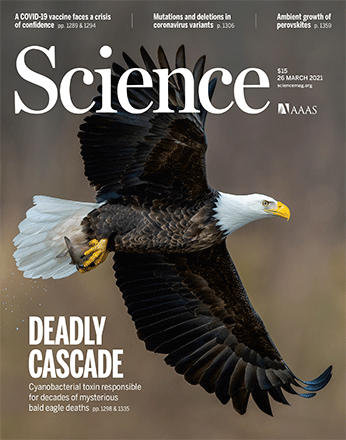 A COVID-19 vaccine faces a crisis
of confidence pp. 1289 & 1294
Mutations and deletions in
coronavirus variants p. 1306
Ambient growth of
perovskites p. 1359
Science
$15
26 MARCH 2021
sciencemag.org
AAAS
DEADLY
CASCADE
Cyanobacterial toxin responsible
for decades of mysterious
bald eagle deaths pp. 1298 & 1335